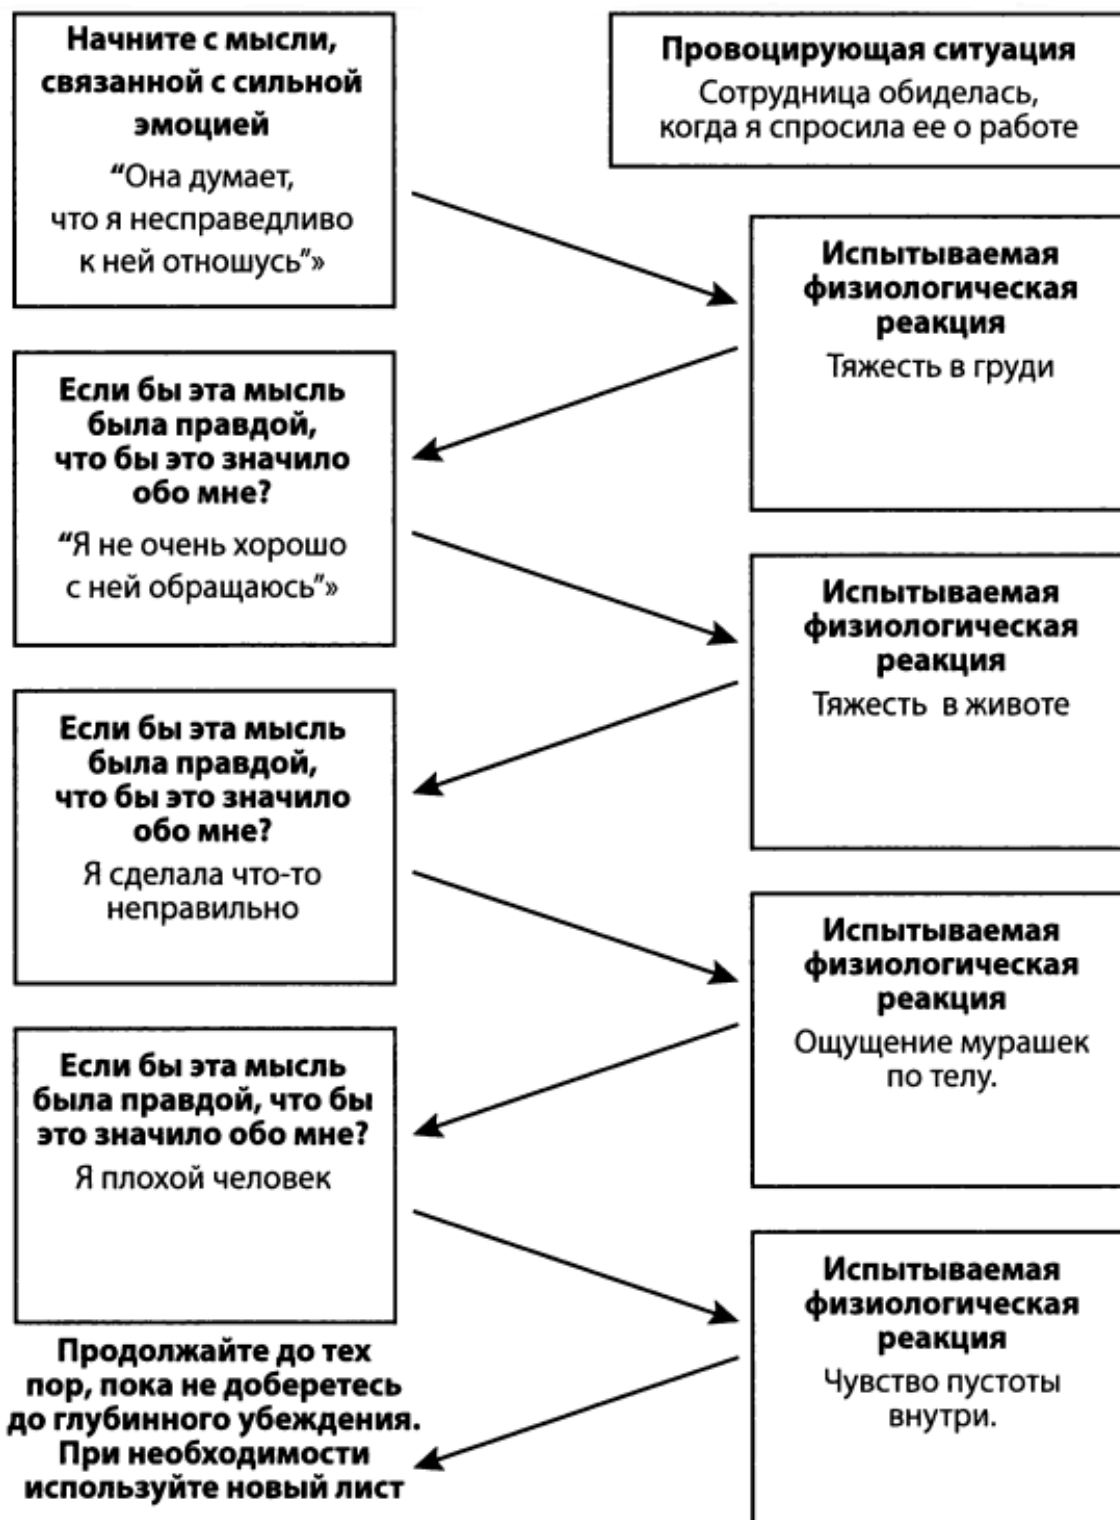 Начните с мысли,
связанной с сильной
эмоцией
“Она думает,
что я несправедливо
к ней отношусь”»
Провоцирующая ситуация
Сотрудница обиделась,
когда я спросила ее о работе
Испытываемая
физиологическая
реакция
Тяжесть в груди
Если бы эта мысль
была правдой,
что бы это значило
обо мне?
“Я не очень хорошо
с ней обращаюсь”»
Испытываемая
физиологическая
реакция
Тяжесть в животе
Если бы эта мысль
была правдой,
что бы это значило
обо мне?
Я сделала что-то
неправильно
Испытываемая
физиологическая
реакция
Ощущение мурашек
по телу.
Если бы эта мысль
была правдой, что бы
это значило обо мне?
Я плохой человек
Испытываемая
физиологическая
реакция
Чувство пустоты
внутри.
Продолжайте до тех
пор, пока не доберетесь
до глубинного убеждения.
При необходимости
используйте новый лист